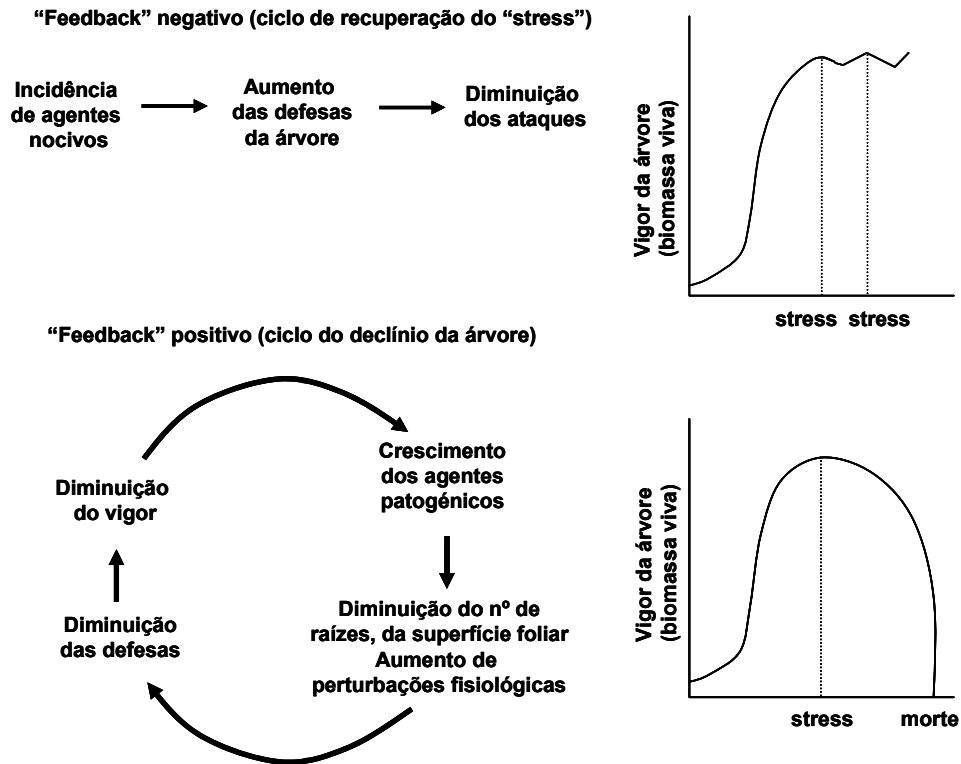 “Feedback” negativo (ciclo de recuperação do “stress”)
Incidência
de agentes
nocivos
Aumento
das defesas
da árvore
Diminuição
dos ataques
Vigor da árvore
(biomassa viva)
stress
stress
“Feedback” positivo (ciclo do declínio da árvore)
Diminuição
do vigor
Crescimento
dos agentes
patogénicos
Diminuição
das defesas
Diminuição do nº de
raízes, da superfície foliar
Aumento de
perturbações fisiológicas
Vigor da árvore
(biomassa viva)
stress
morte